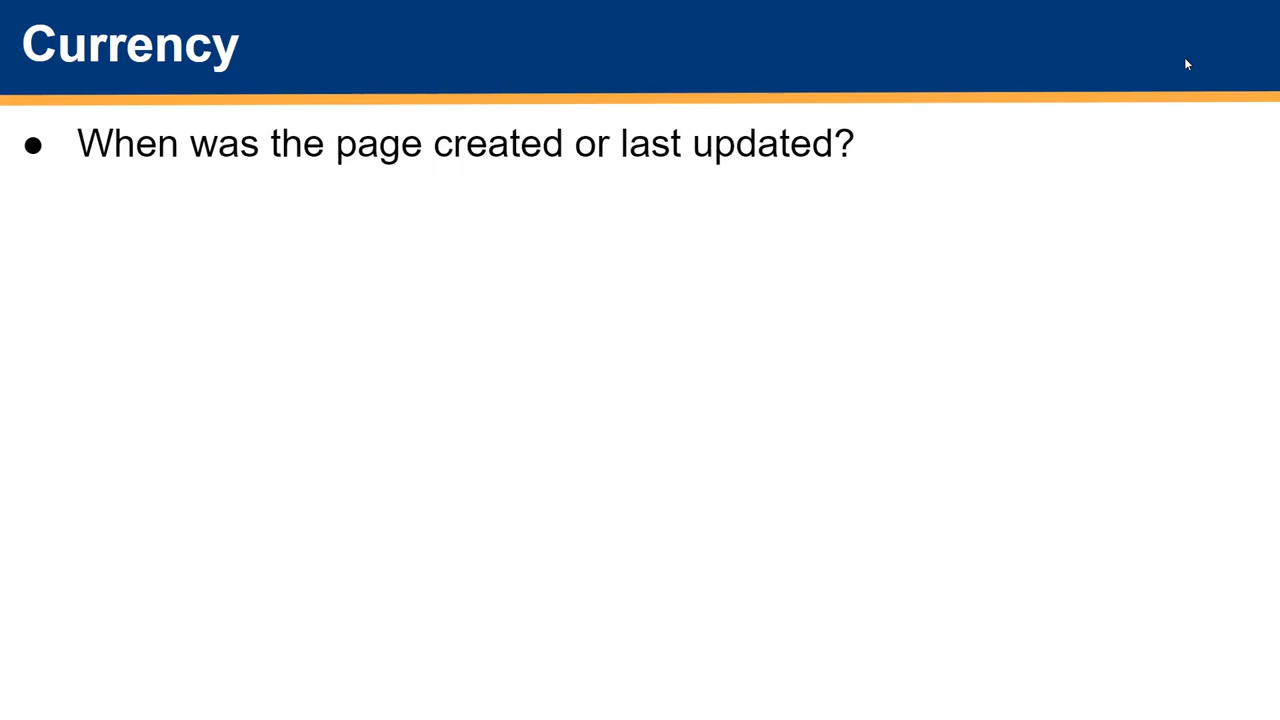 Currency
● When was the page created or last updated?